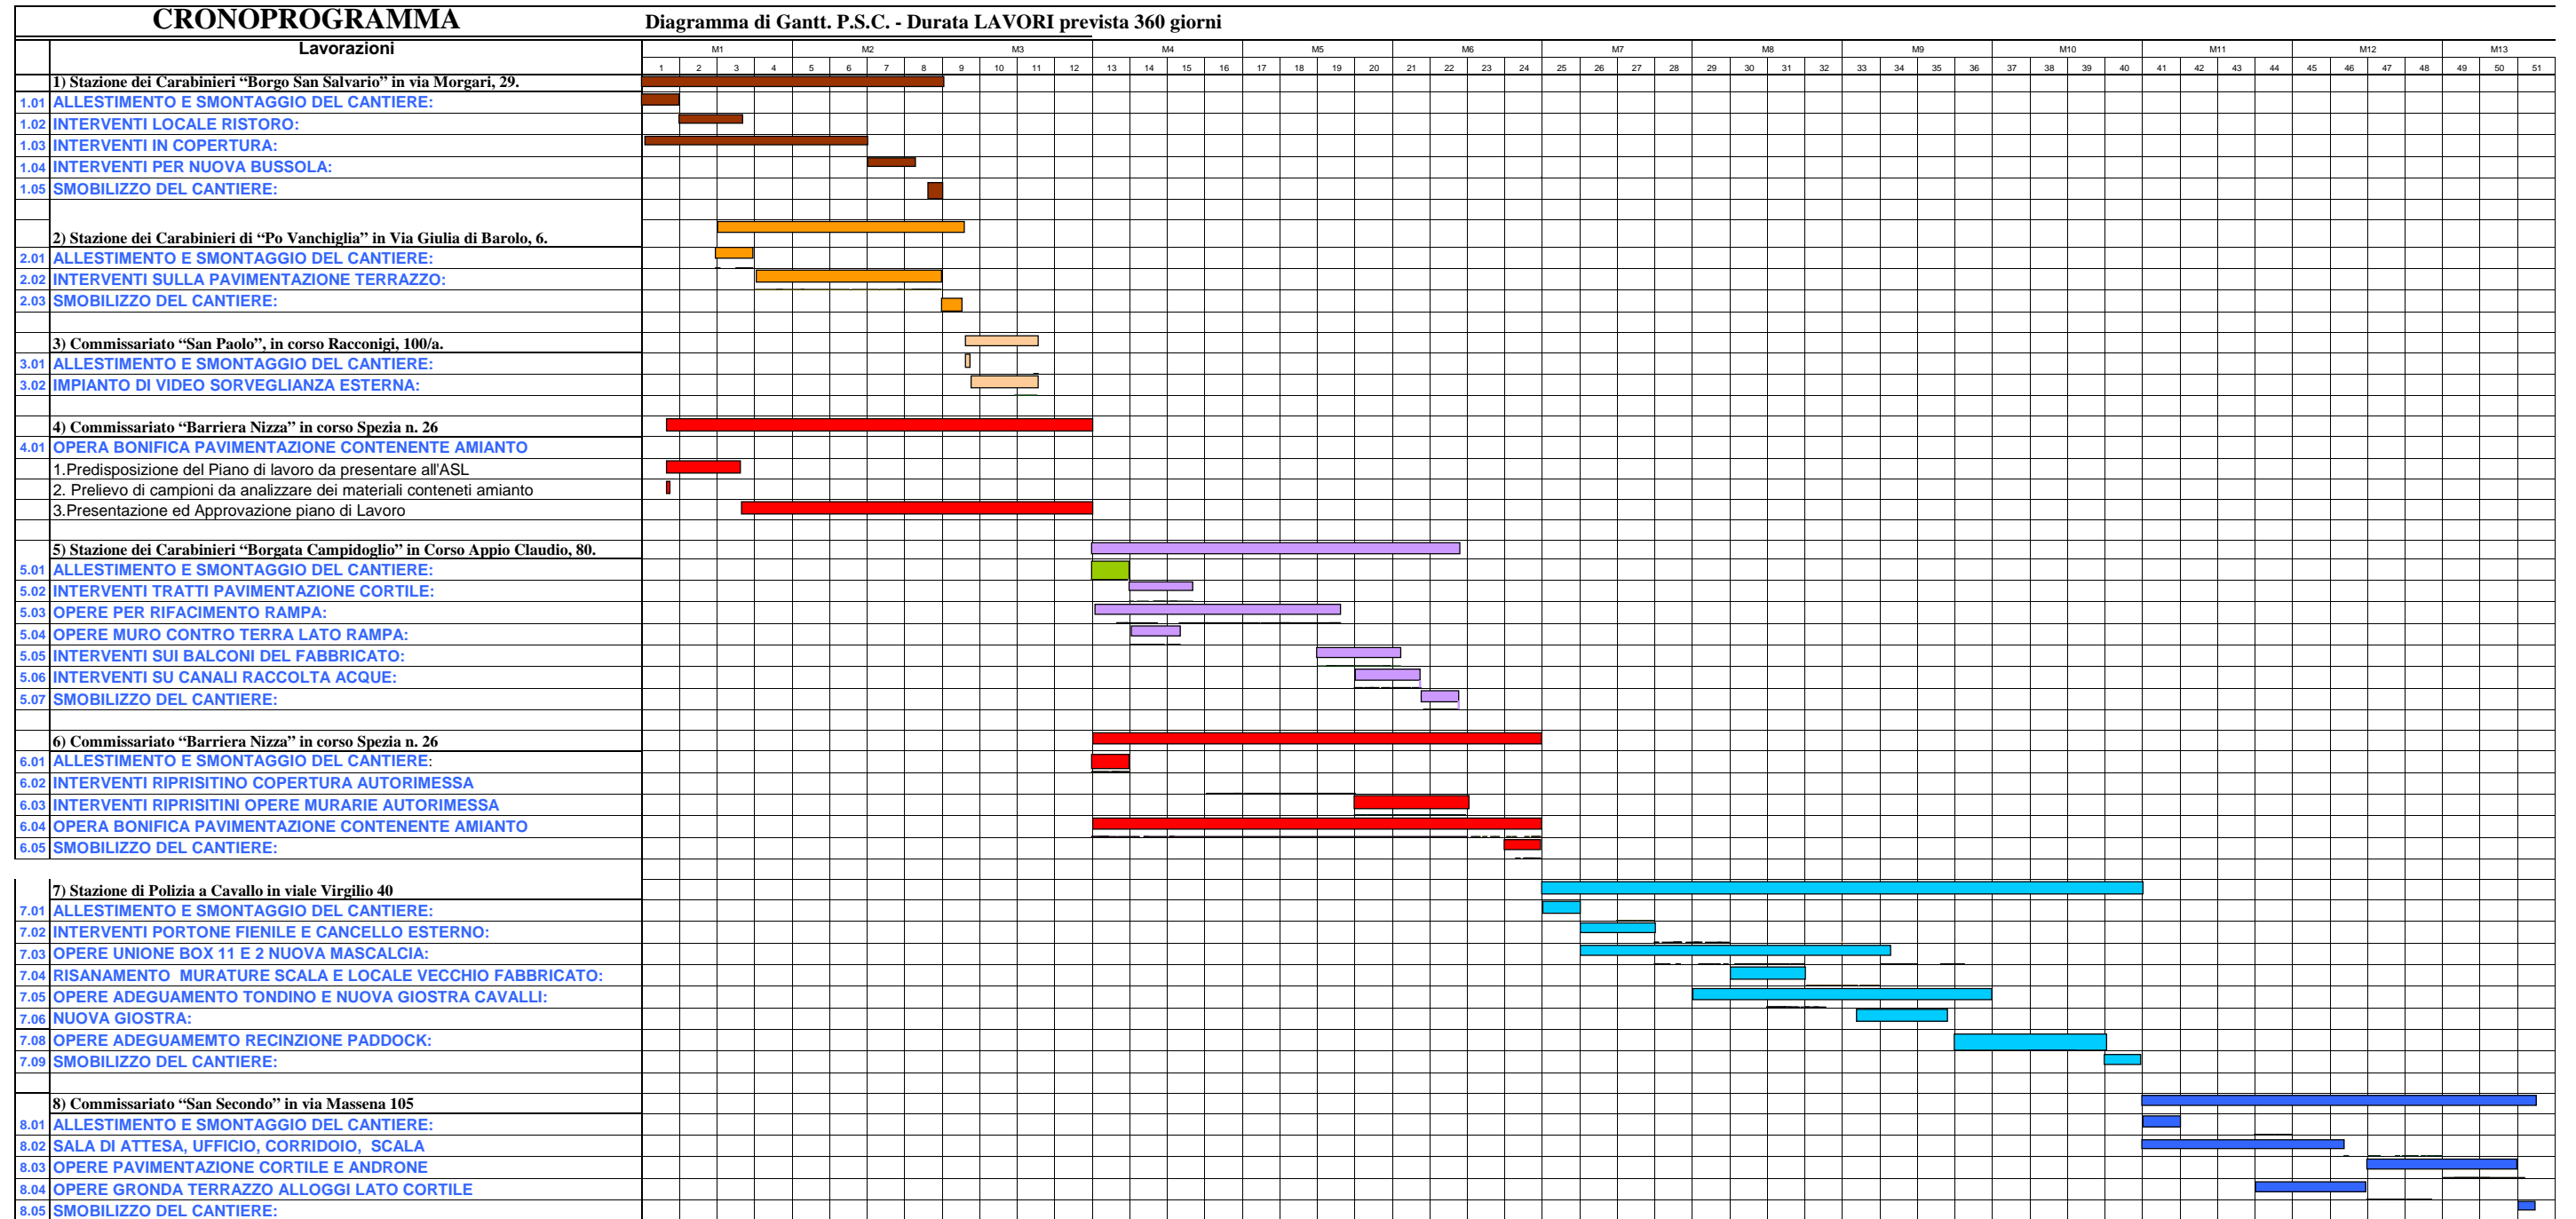 CRONOPROGRAMMA Diagramma di Gantt. P.S.C. - Durata LAVORI prevista 360 giorni
Lavorazioni M1 M2 M3 M4 M5 M6 M7 M8 M9 M10 M11 M12 M13
1 2 3 4 5 6 7 8 9 10 11 12 13 14 15 16 17 18 19 20 21 22 23 24 25 26 27 28 29 30 31 32 33 34 35 36 37 38 39 40 41 42 43 44 45 46 47 48 49 50 51
1) Stazione dei Carabinieri “Borgo San Salvario” in via Morgari, 29.
1.01 ALLESTIMENTO E SMONTAGGIO DEL CANTIERE:
1.02 INTERVENTI LOCALE RISTORO:
1.03 INTERVENTI IN COPERTURA:
1.04 INTERVENTI PER NUOVA BUSSOLA:
1.05 SMOBILIZZO DEL CANTIERE:
2) Stazione dei Carabinieri di “Po Vanchiglia” in Via Giulia di Barolo, 6.
2.01 ALLESTIMENTO E SMONTAGGIO DEL CANTIERE:
2.02 INTERVENTI SULLA PAVIMENTAZIONE TERRAZZO:
2.03 SMOBILIZZO DEL CANTIERE:
3) Commissariato “San Paolo”, in corso Racconigi, 100/a.
3.01 ALLESTIMENTO E SMONTAGGIO DEL CANTIERE:
3.02 IMPIANTO DI VIDEO SORVEGLIANZA ESTERNA:
4) Commissariato “Barriera Nizza” in corso Spezia n. 26
4.01 OPERA BONIFICA PAVIMENTAZIONE CONTENENTE AMIANTO
1.Predisposizione del Piano di lavoro da presentare all'ASL
2. Prelievo di campioni da analizzare dei materiali conteneti amianto
3.Presentazione ed Approvazione piano di Lavoro
5) Stazione dei Carabinieri “Borgata Campidoglio” in Corso Appio Claudio, 80.
5.01 ALLESTIMENTO E SMONTAGGIO DEL CANTIERE:
5.02 INTERVENTI TRATTI PAVIMENTAZIONE CORTILE:
5.03 OPERE PER RIFACIMENTO RAMPA:
5.04 OPERE MURO CONTRO TERRA LATO RAMPA:
5.05 INTERVENTI SUI BALCONI DEL FABBRICATO:
5.06 INTERVENTI SU CANALI RACCOLTA ACQUE:
5.07 SMOBILIZZO DEL CANTIERE:
6) Commissariato “Barriera Nizza” in corso Spezia n. 26
6.01 ALLESTIMENTO E SMONTAGGIO DEL CANTIERE:
6.02 INTERVENTI RIPRISITINO COPERTURA AUTORIMESSA
6.03 INTERVENTI RIPRISITINI OPERE MURARIE AUTORIMESSA
6.04 OPERA BONIFICA PAVIMENTAZIONE CONTENENTE AMIANTO
6.05 SMOBILIZZO DEL CANTIERE:
7) Stazione di Polizia a Cavallo in viale Virgilio 40
7.01 ALLESTIMENTO E SMONTAGGIO DEL CANTIERE:
7.02 INTERVENTI PORTONE FIENILE E CANCELLO ESTERNO:
7.03 OPERE UNIONE BOX 11 E 2 NUOVA MASCALCIA:
7.04 RISANAMENTO MURATURE SCALA E LOCALE VECCHIO FABBRICATO:
7.05 OPERE ADEGUAMENTO TONDINO E NUOVA GIOSTRA CAVALLI:
7.06 NUOVA GIOSTRA:
7.08 OPERE ADEGUAMEMTO RECINZIONE PADDOCK:
7.09 SMOBILIZZO DEL CANTIERE:
8) Commissariato “San Secondo” in via Massena 105
8.01 ALLESTIMENTO E SMONTAGGIO DEL CANTIERE:
8.02 SALA DI ATTESA, UFFICIO, CORRIDOIO, SCALA
8.03 OPERE PAVIMENTAZIONE CORTILE E ANDRONE
8.04 OPERE GRONDA TERRAZZO ALLOGGI LATO CORTILE
8.05 SMOBILIZZO DEL CANTIERE: